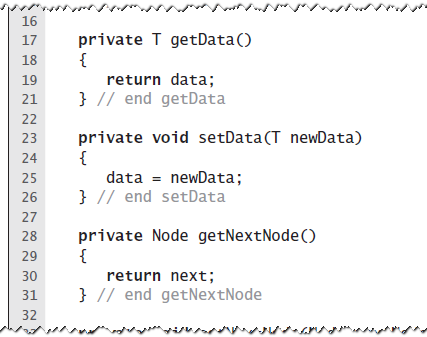 16
17 private T getData()
18 {
19 return data;
21 } // end getData
22
23 private void setData(T newData)
24 {
25 data = newData;
26 } // end setData
27
28 private Node getNextNode()
29 {
30 return next;
31 } // end getNextNode
32